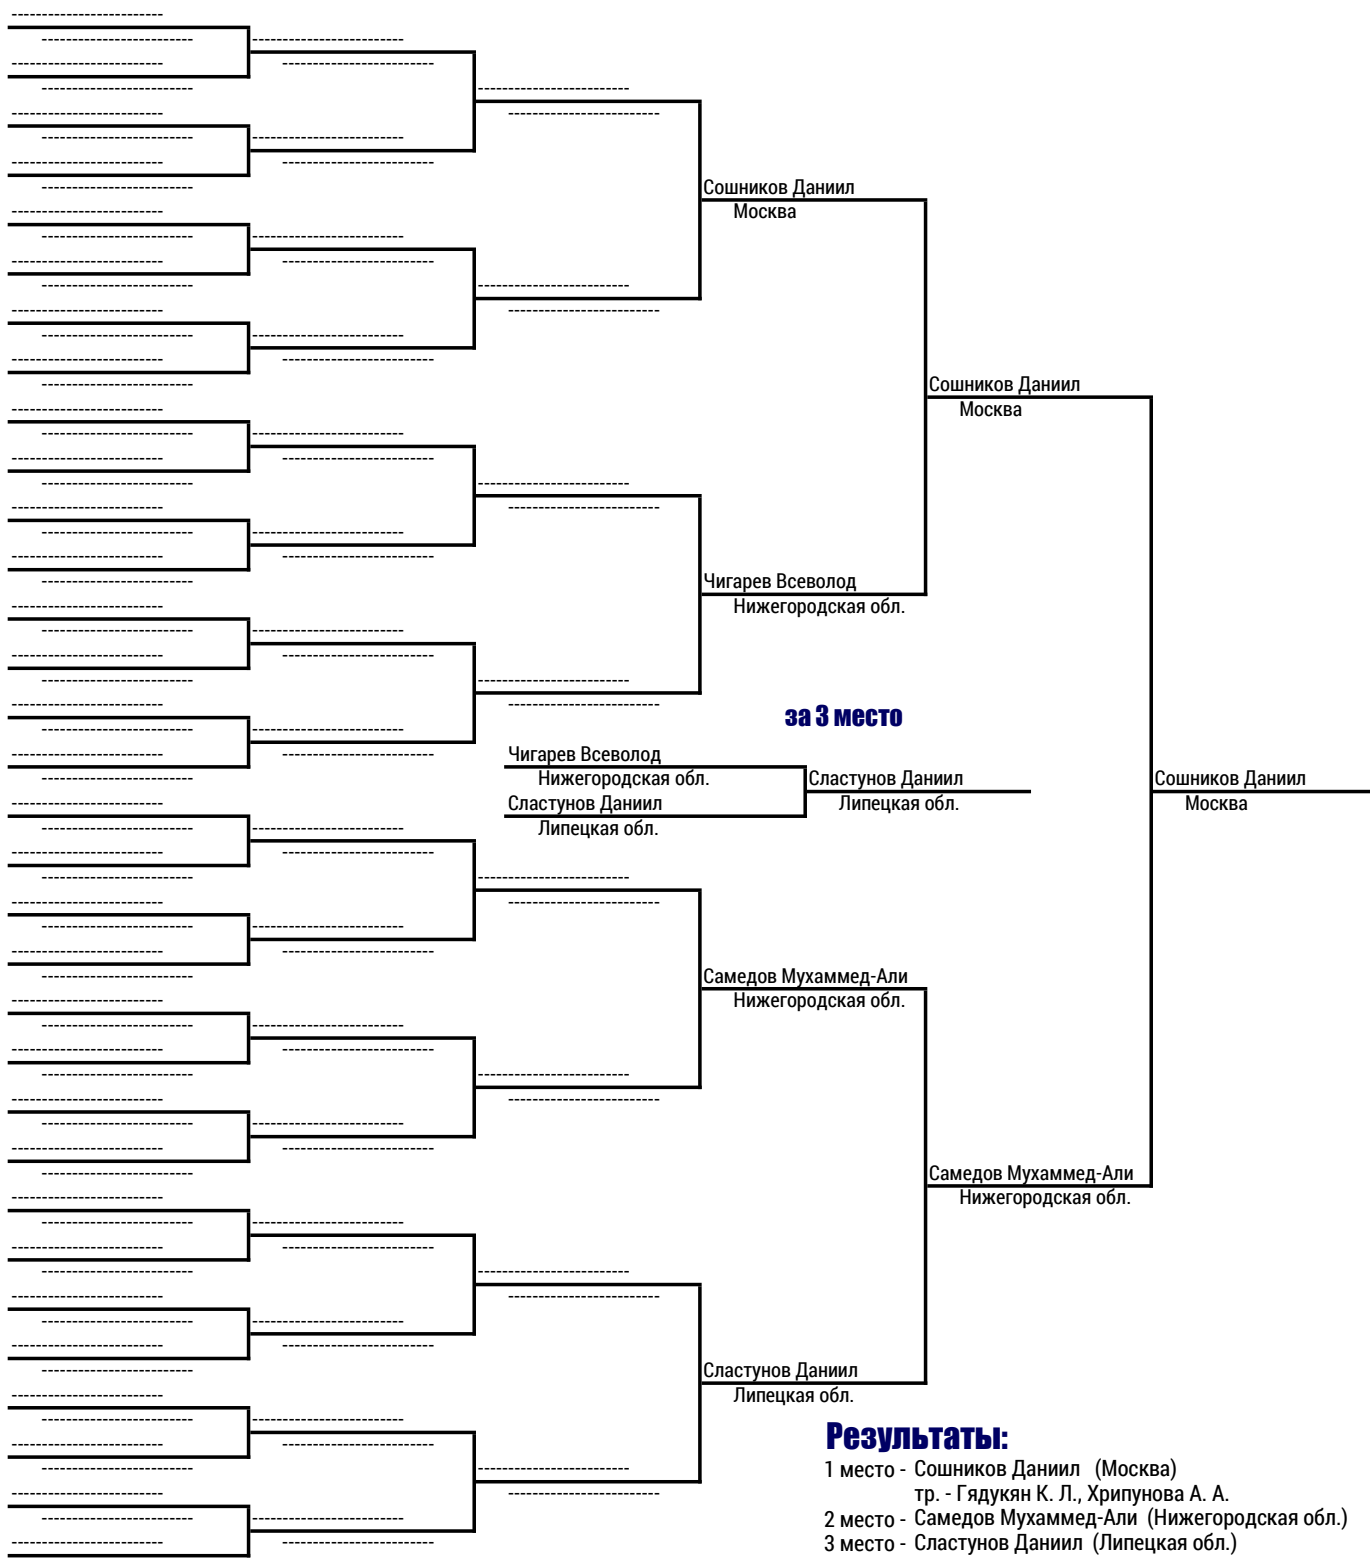 Сошников Даниил
Москва
Сошников Даниил
Москва
Чигарев Всеволод
Нижегородская обл.
за 3 место
Чигарев Всеволод
Нижегородская обл.
Сластунов Даниил
Липецкая обл.
Сластунов Даниил
Липецкая обл.
Сошников Даниил
Москва
Самедов Мухаммед-Али
Нижегородская обл.
Самедов Мухаммед-Али
Нижегородская обл.
Сластунов Даниил
Липецкая обл.
Результаты:
1 место - Сошников Даниил (Москва)
тр. - Гядукян К. Л., Хрипунова А. А.
2 место - Самедов Мухаммед-Али (Нижегородская обл.)
3 место - Сластунов Даниил (Липецкая обл.)